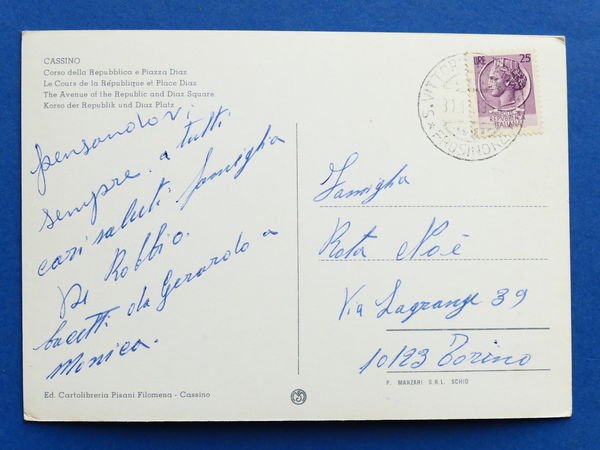 CASSINO
Corso della Repubblica e Piazza Diaz
Le Cours de la République et Place Diaz
The Avenue of the Republic and Diaz Square
Korso der Republik und Diaz Platz
pensandovi
sempre a tutti
cari saluti famiglia
Di Robbio.
bacetti da Gerardo a
Monica.
Ed. Cartolibreria Pisani Filomena - Cassino
LIRE 25
REPUBBLICA
ITALIANA
S. VITTOR
FROSINONE
Famiglia
Rota Noè
Via Lagrange 39
10123 Torino
P. MANZARI S.R.L. SCHIO